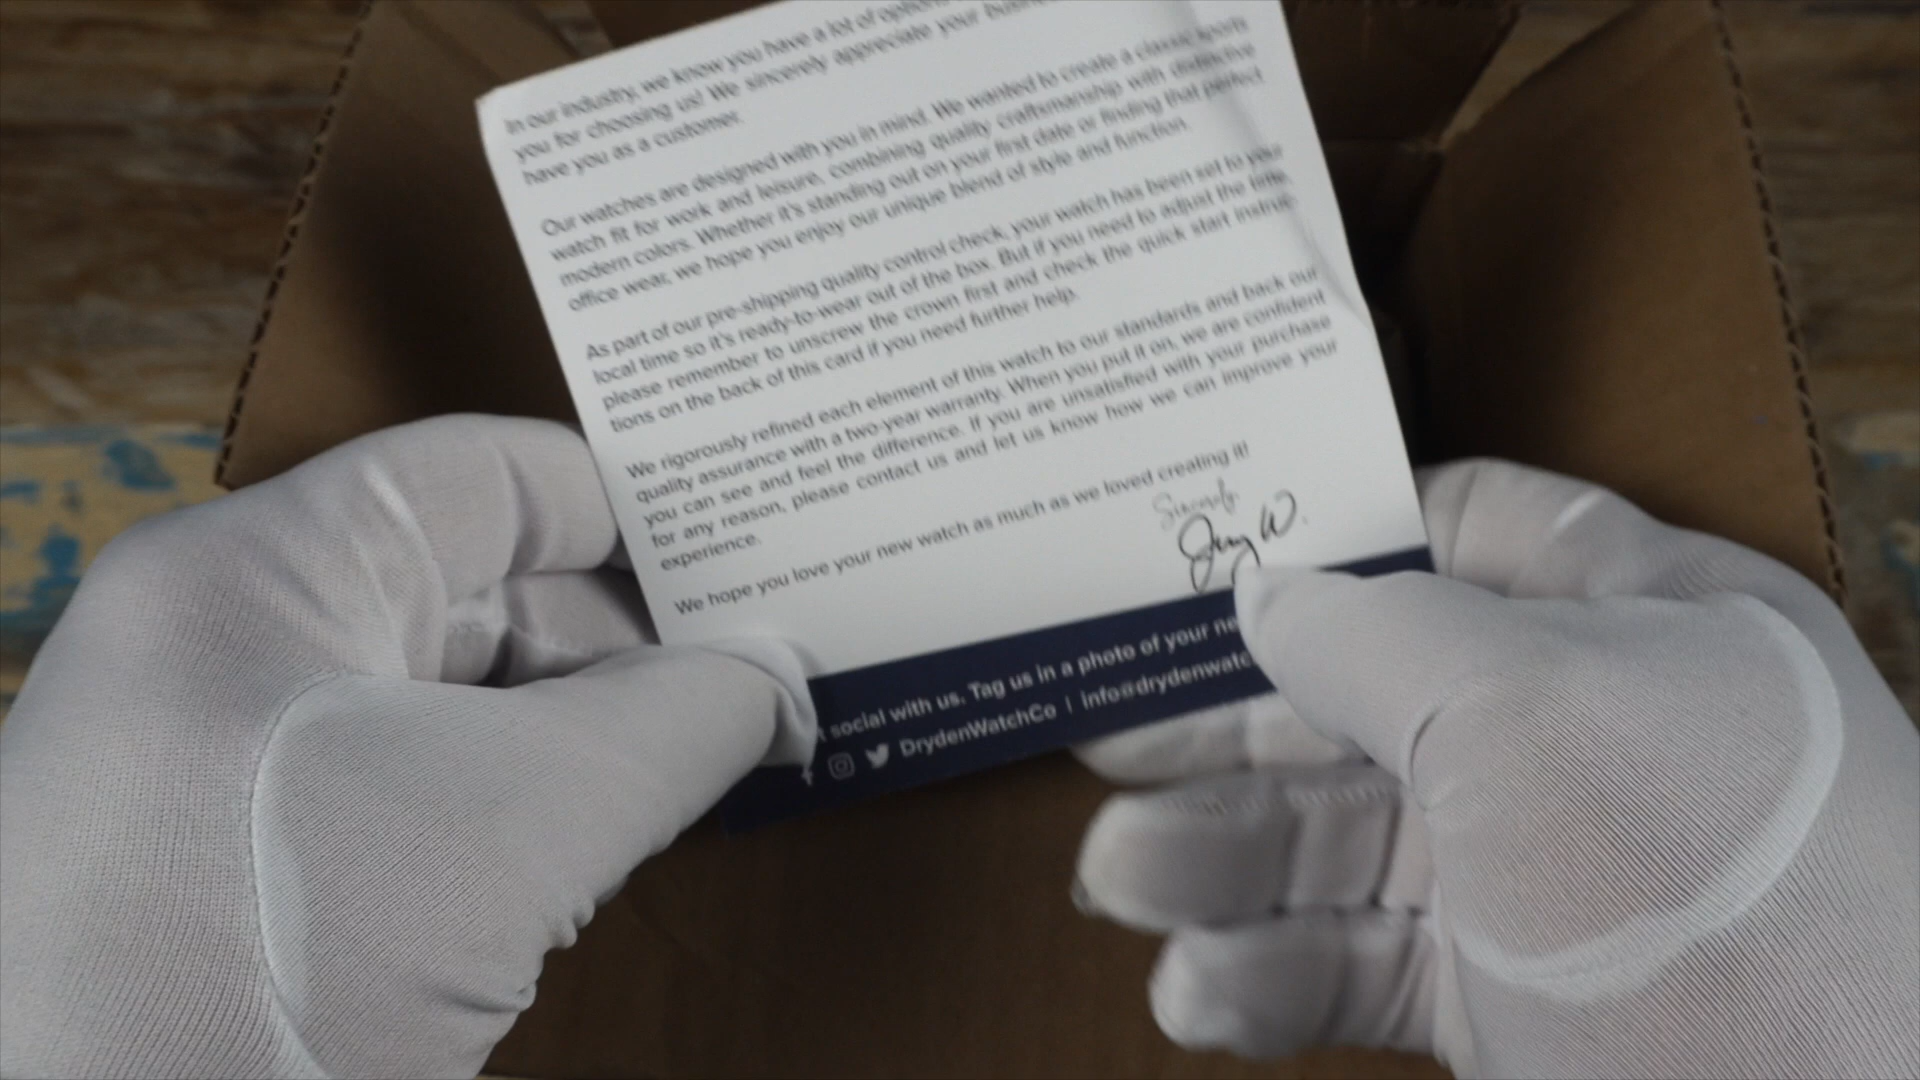 In our industry, we know you have a lot of options
you for choosing us! We sincerely appreciate your
have you as a customer.
Our watches are designed with you in mind. We wanted to create a classic sports
watch fit for work and leisure, combining quality craftsmanship with distinctive
modern colors. Whether it's standing out on your first date or finding that perfect
office wear, we hope you enjoy our unique blend of style and function.
As part of our pre-shipping quality control check, your watch has been set to your
local time so it's ready-to-wear out of the box. But if you need to adjust the time,
please remember to unscrew the crown first and check the quick start instruc-
tions on the back of this card if you need further help.
We rigorously refined each element of this watch to our standards and back our
quality assurance with a two-year warranty. When you put it on, we are confident
you can see and feel the difference. If you are unsatisfied with your purchase
for any reason, please contact us and let us know how we can improve your
experience.
We hope you love your new watch as much as we loved creating it!
Sincerely,
social with us. Tag us in a photo of your
DrydenWatchCo | info@drydenwatc